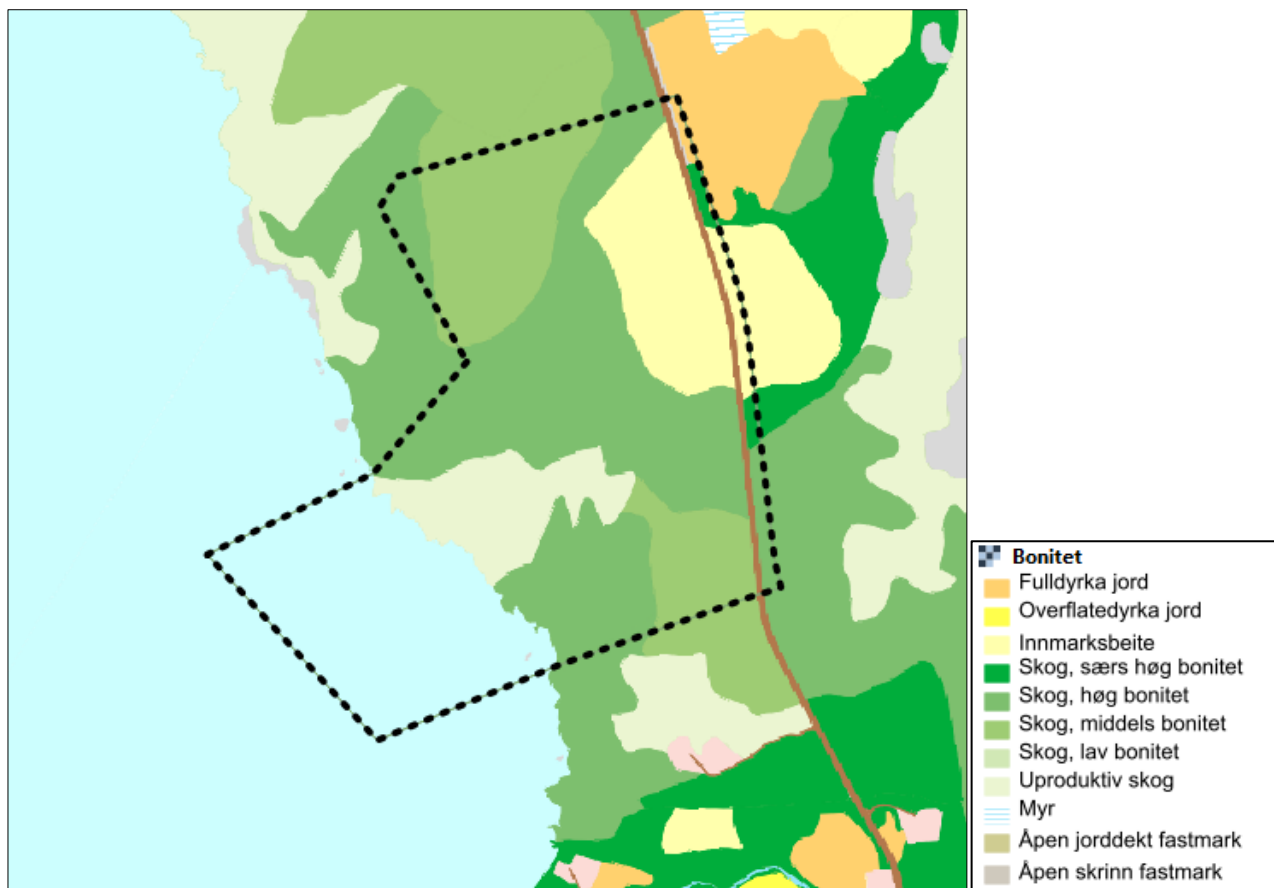 Bonitet
Fulldyrka jord
Overflatedyrka jord
Innmarksbeite
Skog, særs høg bonitet
Skog, høg bonitet
Skog, middels bonitet
Skog, lav bonitet
Uproduktiv skog
Myr
Åpen jorddekt fastmark
Åpen skrinn fastmark